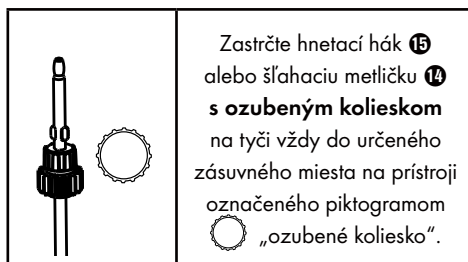 Zastrčte hnetací hák ⓯
alebo šľahaciu metličku ⓮
s ozubeným kolieskom
na tyči vždy do určeného
zásuvného miesta na prístroji
označeného piktogramom
„ozubené koliesko“.